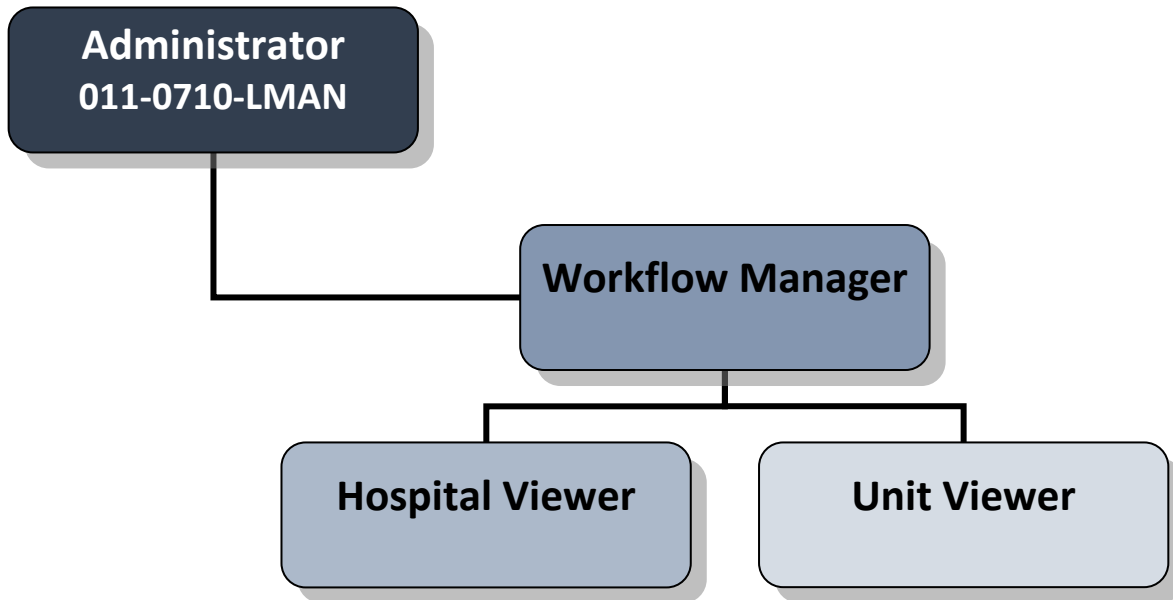 Administrator
011-0710-LMAN
Workflow Manager
Hospital Viewer
Unit Viewer